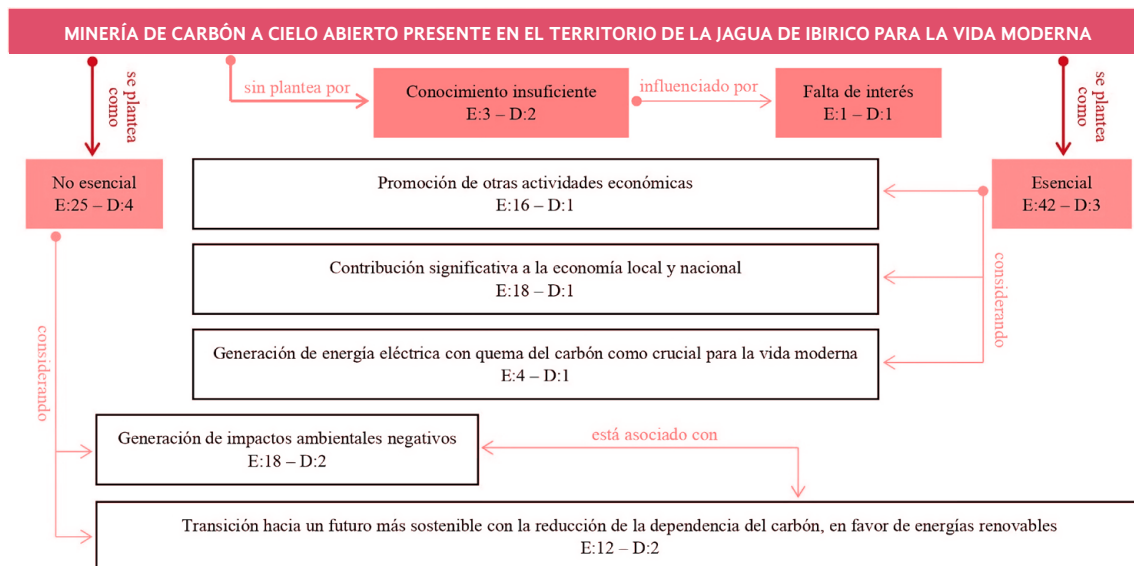 MINERÍA DE CARBÓN A CIELO ABIERTO PRESENTE EN EL TERRITORIO DE LA JAGUA DE IBIRICO PARA LA VIDA MODERNA
se plantea
como
sin plantea por
Conocimiento insuficiente
E:3 – D:2
influenciado por
Falta de interés
E:1 – D:1
se plantea
como
No esencial
E:25 – D:4
Promoción de otras actividades económicas
E:16 – D:1
Esencial
E:42 – D:3
Contribución significativa a la economía local y nacional
E:18 – D:1
considerando
Generación de energía eléctrica con quema del carbón como crucial para la vida moderna
E:4 – D:1
considerando
Generación de impactos ambientales negativos
E:18 – D:2
está asociado con
Transición hacia un futuro más sostenible con la reducción de la dependencia del carbón, en favor de energías renovables
E:12 – D:2